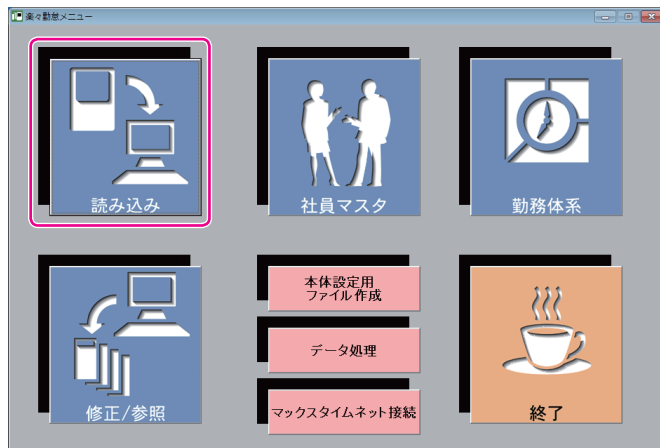 楽々勤怠メニュー
読み込み
社員マスタ
勤務体系
修正/参照
本体設定用
ファイル作成
データ処理
マックスタイムネット接続
終了